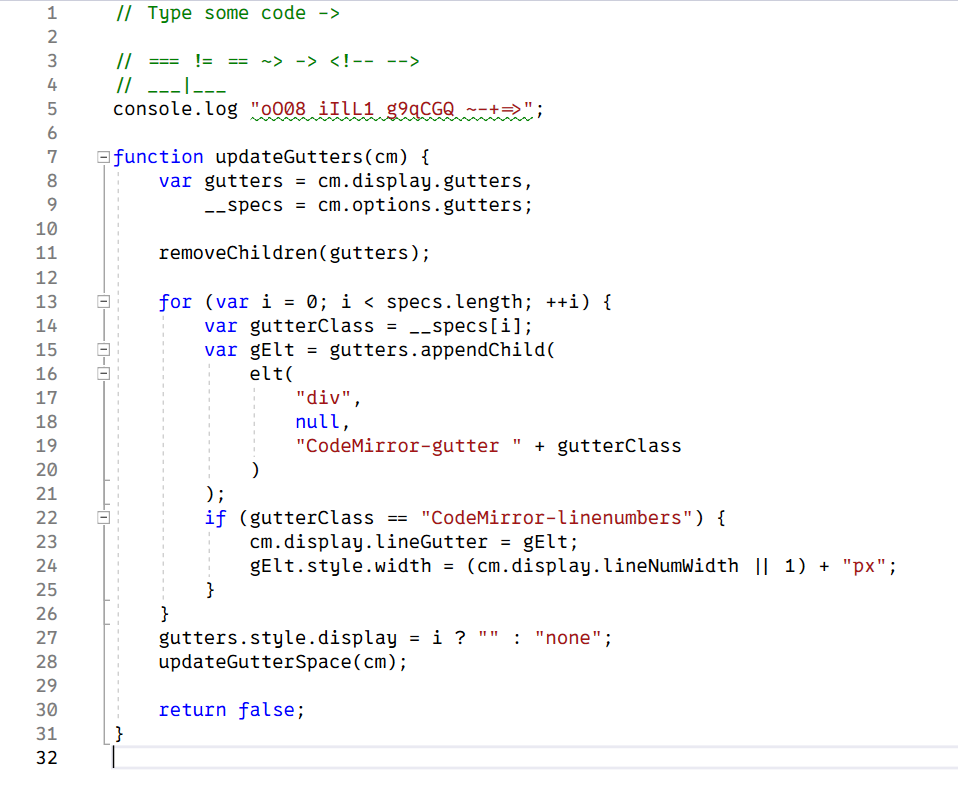 1 // Type some code ->
2
3 // === != == ~> -> <!-- -->
4 // ___|___
5 console.log "oO08 iIlL1 g9qCGQ ~-+=>";
6
7 function updateGutters(cm) {
8     var gutters = cm.display.gutters,
9         __specs = cm.options.gutters;
10
11     removeChildren(gutters);
12
13     for (var i = 0; i < specs.length; ++i) {
14         var gutterClass = __specs[i];
15         var gElt = gutters.appendChild(
16             elt(
17                 "div",
18                 null,
19                 "CodeMirror-gutter " + gutterClass
20             )
21         );
22         if (gutterClass == "CodeMirror-linenumbers") {
23             cm.display.lineGutter = gElt;
24             gElt.style.width = (cm.display.lineNumWidth || 1) + "px";
25         }
26     }
27     gutters.style.display = i ? "" : "none";
28     updateGutterSpace(cm);
29
30     return false;
31 }
32